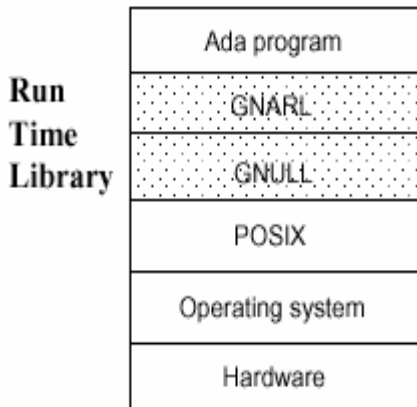 Ada program
Run
Time
Library
GNARL
GNULL
POSIX
Operating system
Hardware